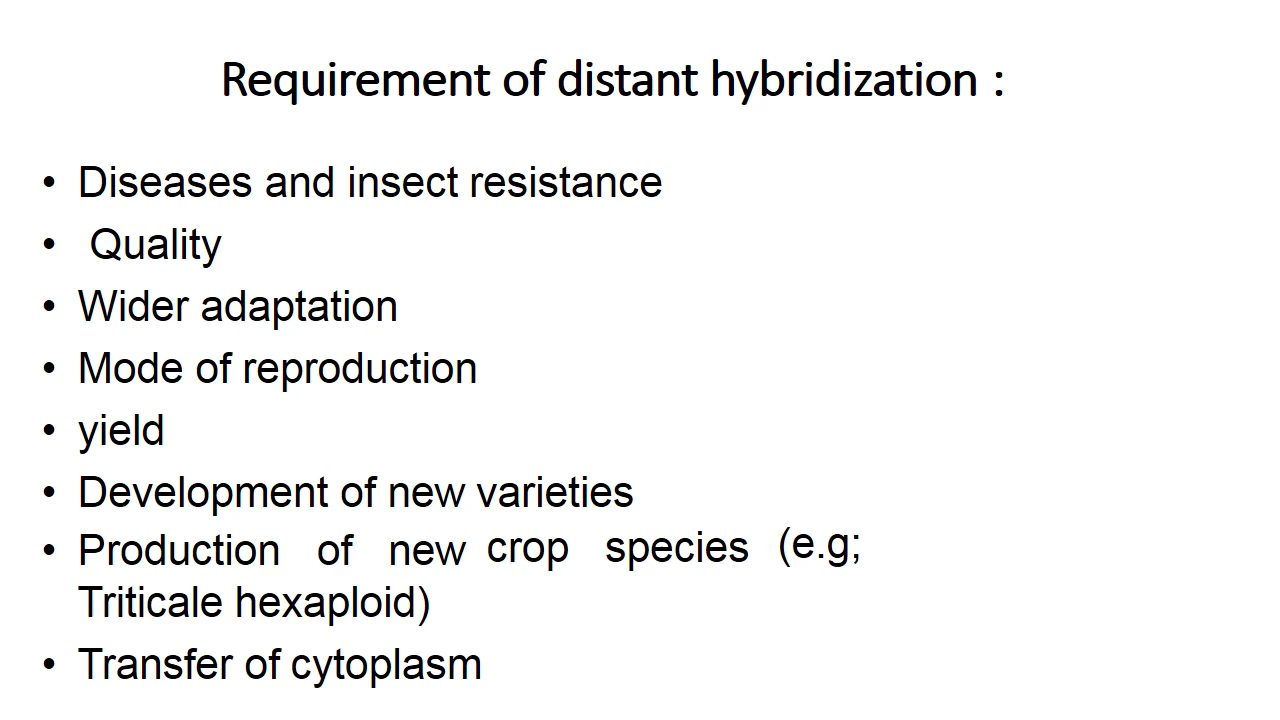 Requirement of distant hybridization :
• Diseases and insect resistance
• Quality
• Wider adaptation
• Mode of reproduction
• yield
• Development of new varieties
• Production of new crop species (e.g;
Triticale hexaploid)
• Transfer of cytoplasm